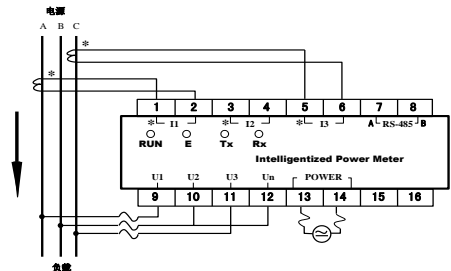 电源
A B C
*
*
1 2 3 4 5 6 7 8
* I1 * I2 * I3 A RS-485 B
RUN E Tx Rx
Intelligentized Power Meter
U1 U2 U3 Un POWER
9 10 11 12 13 14 15 16
负载